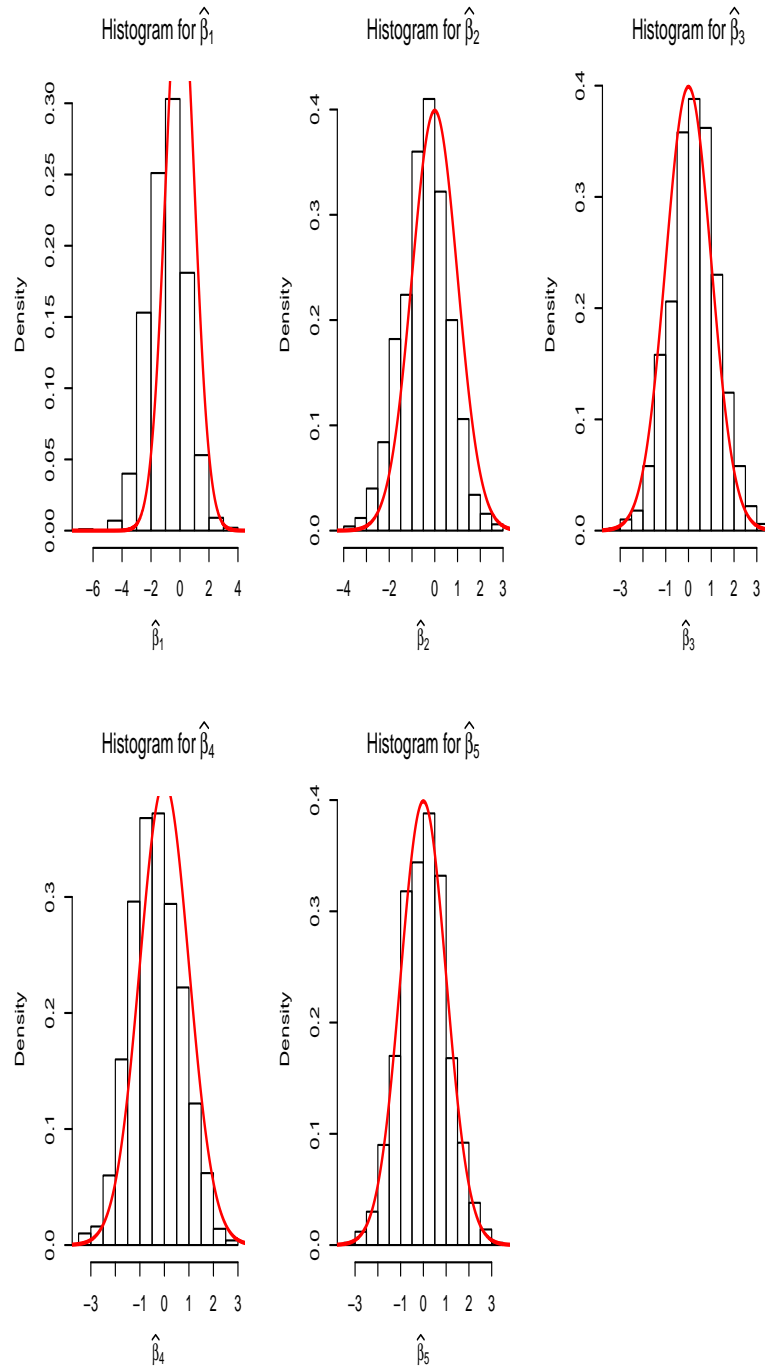 Histogram for β̂₁
Density
0.00 0.05 0.10 0.15 0.20 0.25 0.30
−6 −4 −2 0 2 4
β̂₁
Histogram for β̂₂
Density
0.0 0.1 0.2 0.3 0.4
−4 −2 0 1 2 3
β̂₂
Histogram for β̂₃
Density
0.0 0.1 0.2 0.3 0.4
−3 −1 0 1 2 3
β̂₃
Histogram for β̂₄
Density
0.0 0.1 0.2 0.3
−3 −1 0 1 2 3
β̂₄
Histogram for β̂₅
Density
0.0 0.1 0.2 0.3 0.4
−3 −1 0 1 2 3
β̂₅